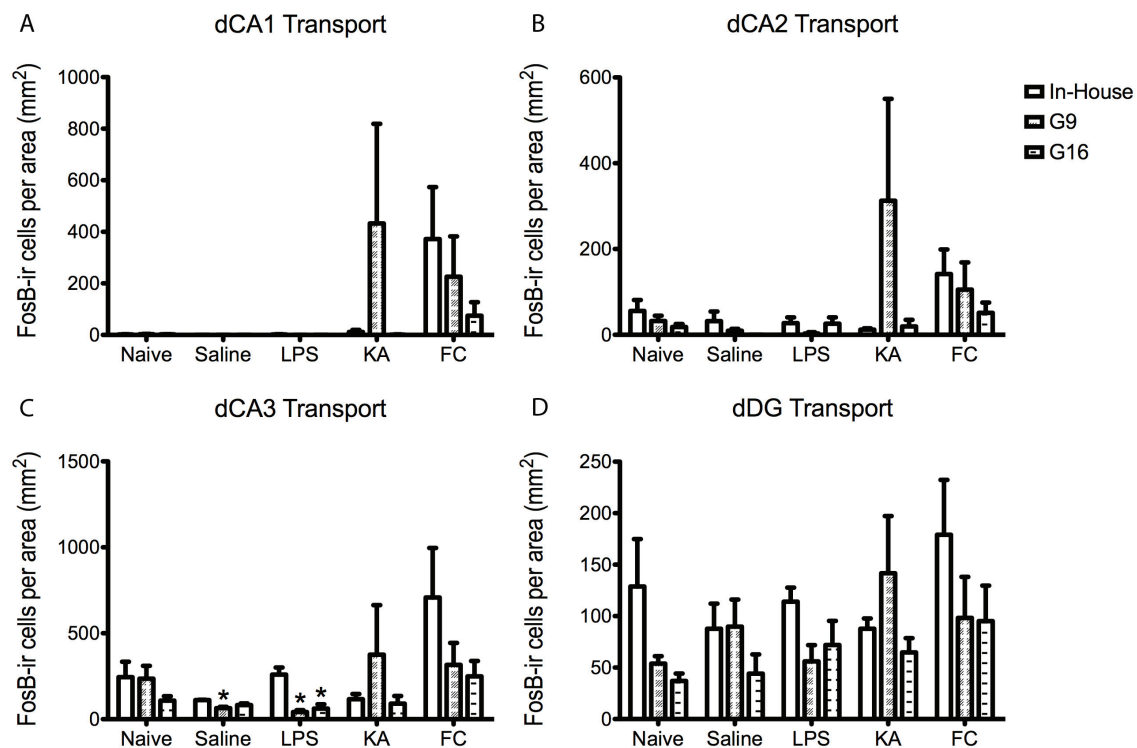 A dCA1 Transport
FosB-ir cells per area (mm²)
1000
800
600
400
200
0
Naive Saline LPS KA FC
B dCA2 Transport
FosB-ir cells per area (mm²)
600
400
200
0
Naive Saline LPS KA FC
In-House
G9
G16
C dCA3 Transport
FosB-ir cells per area (mm²)
1500
1000
500
0
* * *
Naive Saline LPS KA FC
D dDG Transport
FosB-ir cells per area (mm²)
250
200
150
100
50
0
Naive Saline LPS KA FC